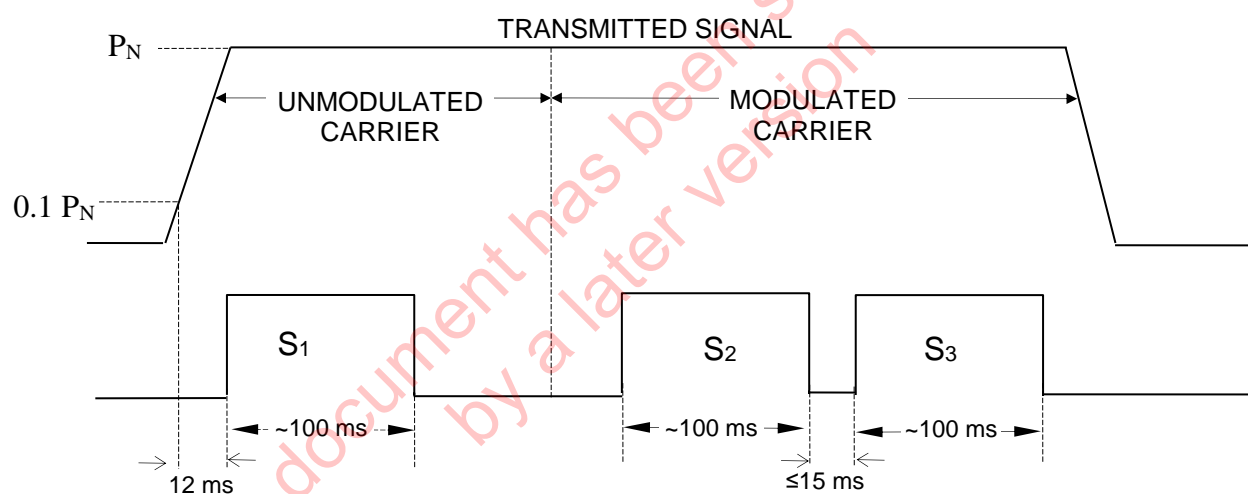 TRANSMITTED SIGNAL
P_N
UNMODULATED
CARRIER
MODULATED
CARRIER
0.1 P_N
S₁
S₂
S₃
~100 ms
~100 ms
~100 ms
12 ms
≤15 ms
document has been s
by a later version